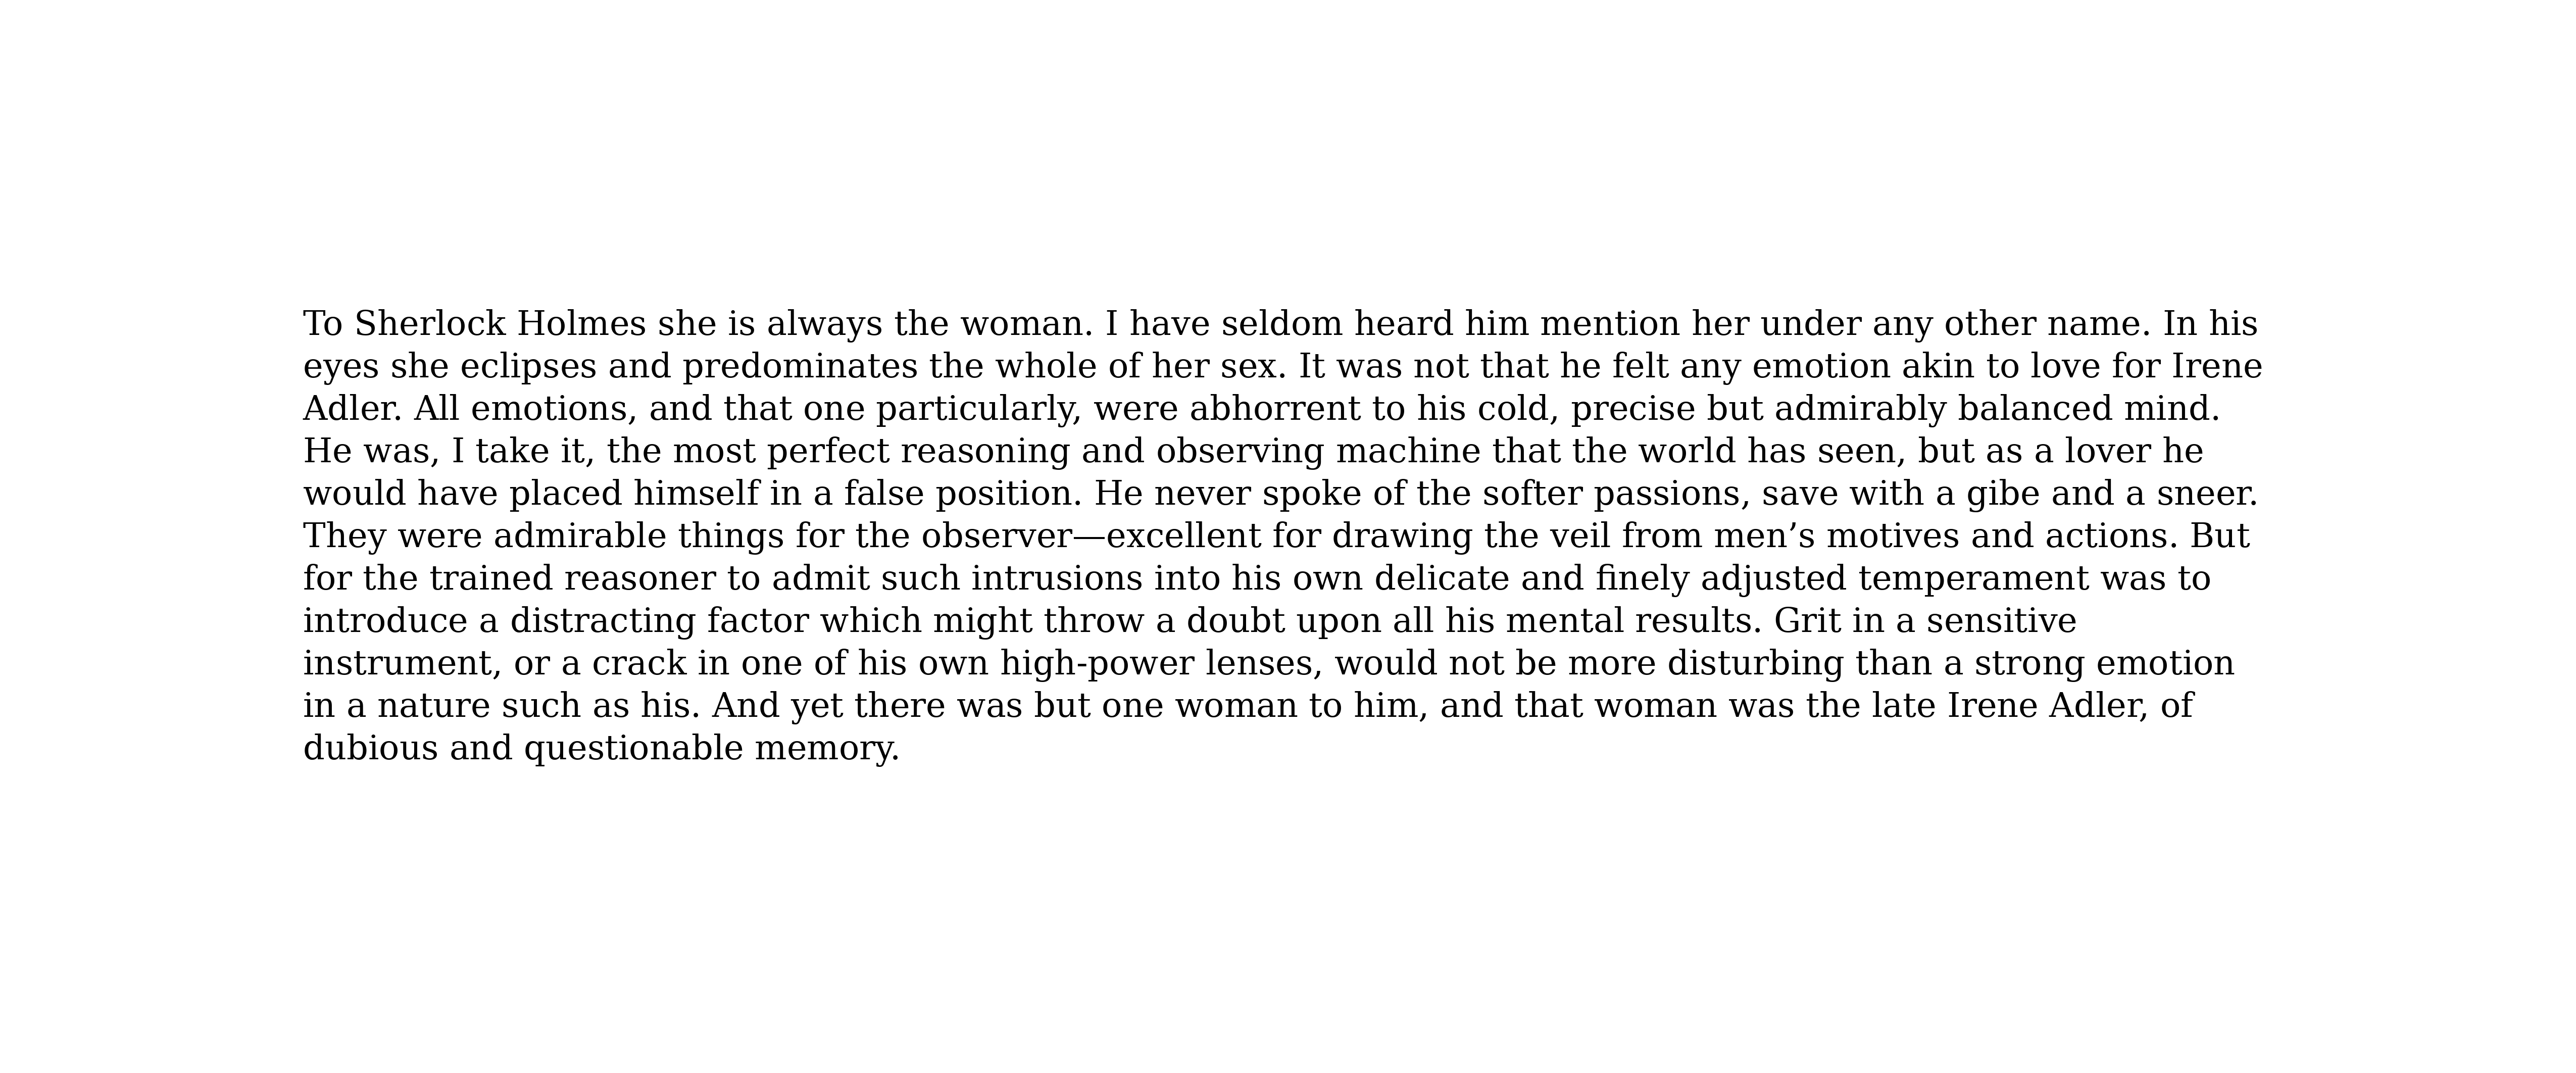 To Sherlock Holmes she is always the woman. I have seldom heard him mention her under any other name. In his
eyes she eclipses and predominates the whole of her sex. It was not that he felt any emotion akin to love for Irene
Adler. All emotions, and that one particularly, were abhorrent to his cold, precise but admirably balanced mind.
He was, I take it, the most perfect reasoning and observing machine that the world has seen, but as a lover he
would have placed himself in a false position. He never spoke of the softer passions, save with a gibe and a sneer.
They were admirable things for the observer—excellent for drawing the veil from men’s motives and actions. But
for the trained reasoner to admit such intrusions into his own delicate and finely adjusted temperament was to
introduce a distracting factor which might throw a doubt upon all his mental results. Grit in a sensitive
instrument, or a crack in one of his own high-power lenses, would not be more disturbing than a strong emotion
in a nature such as his. And yet there was but one woman to him, and that woman was the late Irene Adler, of
dubious and questionable memory.